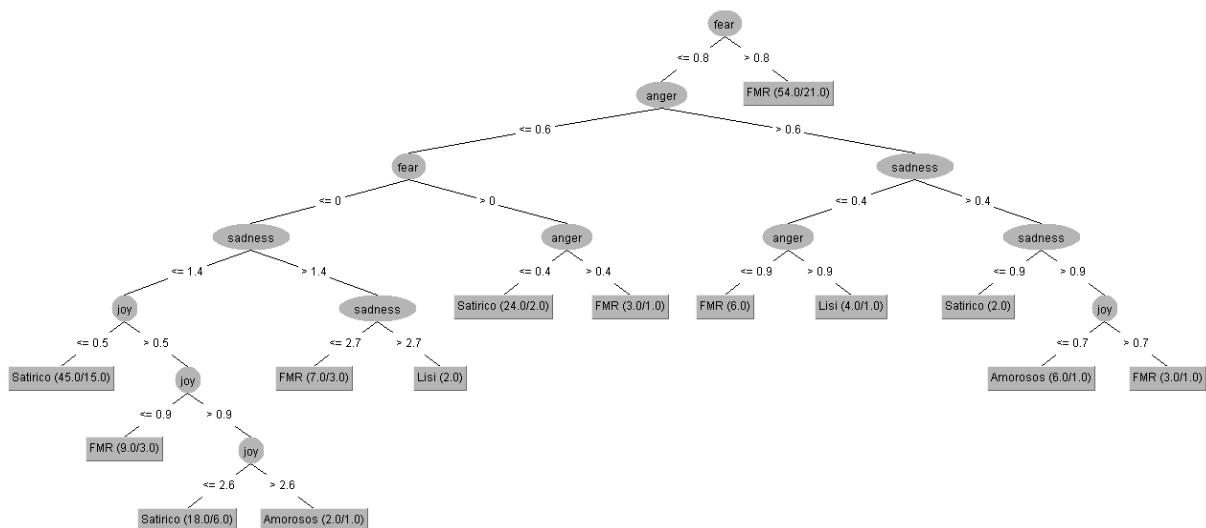 fear
<= 0.8 > 0.8
anger FMR (54.0/21.0)
<= 0.6 > 0.6
fear sadness
<= 0 > 0 <= 0.4 > 0.4
sadness anger anger sadness
<= 1.4 > 1.4 <= 0.4 > 0.4 <= 0.9 > 0.9 <= 0.9 > 0.9
joy sadness Satirico (24.0/2.0) FMR (3.0/1.0) FMR (6.0) Lisi (4.0/1.0) Satirico (2.0) joy
<= 0.5 > 0.5 <= 2.7 > 2.7 <= 0.7 > 0.7
Satirico (45.0/15.0) joy FMR (7.0/3.0) Lisi (2.0) Amorosos (6.0/1.0) FMR (3.0/1.0)
<= 0.9 > 0.9
FMR (9.0/3.0) joy
<= 2.6 > 2.6
Satirico (18.0/6.0) Amorosos (2.0/1.0)